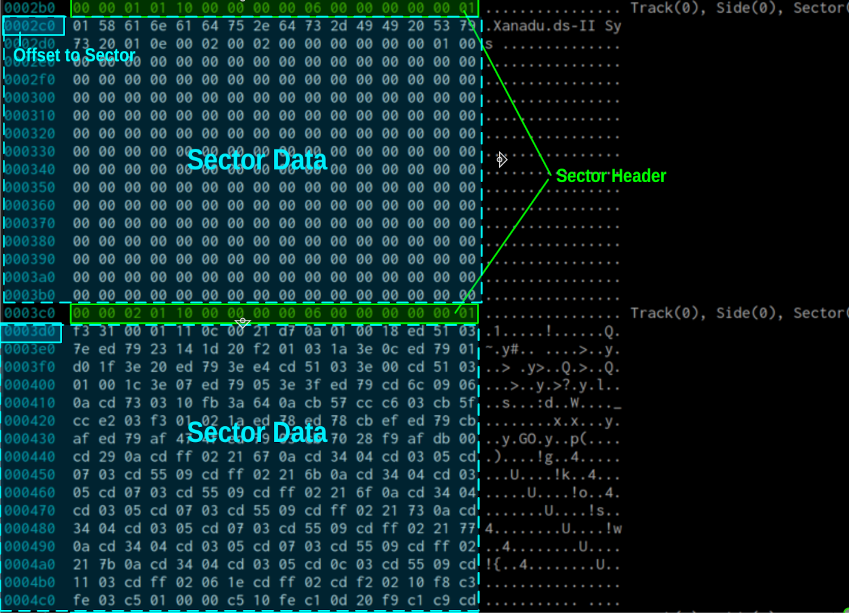 0002b0 00 00 01 01 10 00 00 00 00 06 00 00 00 00 00 01 ................ Track(0), Side(0), Sector(
0002c0 01 58 61 6e 61 64 75 2e 64 73 2d 49 49 20 53 79 .Xanadu.ds-II Sy
73 20 01 0e 00 02 00 02 00 00 00 00 00 00 01 00 s ..............
Offset to Sector
0002e0 00 00 00 00 00 00 00 00 00 00 00 00 00 00 00 00 ................
0002f0 00 00 00 00 00 00 00 00 00 00 00 00 00 00 00 00 ................
000300 00 00 00 00 00 00 00 00 00 00 00 00 00 00 00 00 ................
000310 00 00 00 00 00 00 00 00 00 00 00 00 00 00 00 00 ................
000320 00 00 00 00 00 00 00 00 00 00 00 00 00 00 00 00 ................
000330 00 00 00 00 00 00 00 00 00 00 00 00 00 00 00 00 ................
Sector Data
000340 00 00 00 00 00 00 00 00 00 00 00 00 00 00 00 00 ................
Sector Header
000350 00 00 00 00 00 00 00 00 00 00 00 00 00 00 00 00 ................
000360 00 00 00 00 00 00 00 00 00 00 00 00 00 00 00 00 ................
000370 00 00 00 00 00 00 00 00 00 00 00 00 00 00 00 00 ................
000380 00 00 00 00 00 00 00 00 00 00 00 00 00 00 00 00 ................
000390 00 00 00 00 00 00 00 00 00 00 00 00 00 00 00 00 ................
0003a0 00 00 00 00 00 00 00 00 00 00 00 00 00 00 00 00 ................
0003b0 00 00 00 00 00 00 00 00 00 00 00 00 00 00 00 00 ................
0003c0 00 00 02 01 10 00 00 00 00 06 00 00 00 00 00 01 ................ Track(0), Side(0), Sector(
0003d0 f3 31 00 01 11 0c 00 21 d7 0a 01 00 18 ed 51 03 .1.....!......Q.
0003e0 7e ed 79 23 14 1d 20 f2 01 03 1a 3e 0c ed 79 01 ~.y#.. ....>..y.
0003f0 d0 1f 3e 20 ed 79 3e e4 cd 51 03 3e 00 cd 51 03 ..> .y>..Q.>..Q.
000400 01 00 1c 3e 07 ed 79 05 3e 3f ed 79 cd 6c 09 06 ...>..y.>?.y.l..
000410 0a cd 73 03 10 fb 3a 64 0a cb 57 cc c6 03 cb 5f ..s...:d..W...._
000420 cc e2 03 f3 01 02 1a ed 78 ed 78 cb ef ed 79 cb ........x.x...y.
Sector Data
000430 af ed 79 af 70 28 f9 af db 00 ..y.GO.y..p(....
000440 cd 29 0a cd ff 02 21 67 0a cd 34 04 cd 03 05 cd .)....!g..4.....
000450 07 03 cd 55 09 cd ff 02 21 6b 0a cd 34 04 cd 03 ...U....!k..4...
000460 05 cd 07 03 cd 55 09 cd ff 02 21 6f 0a cd 34 04 .....U....!o..4.
000470 cd 03 05 cd 07 03 cd 55 09 cd ff 02 21 73 0a cd .......U....!s..
000480 34 04 cd 03 05 cd 07 03 cd 55 09 cd ff 02 21 77 4........U....!w
000490 0a cd 34 04 cd 03 05 cd 07 03 cd 55 09 cd ff 02 ..4........U....
0004a0 21 7b 0a cd 34 04 cd 03 05 cd 0c 03 cd 55 09 cd !{..4........U..
0004b0 11 03 cd ff 02 06 1e cd ff 02 cd f2 02 10 f8 c3 ................
0004c0 fe 03 c5 01 00 00 c5 10 fe c1 0d 20 f9 c1 c9 cd ........... ....